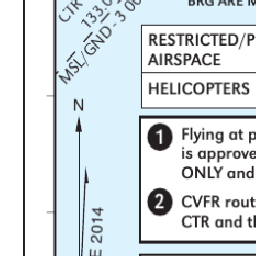 BRG ARE M
CTR
133.0
MSL/GND - 3 00
RESTRICTED/P
AIRSPACE
HELICOPTERS
N
1 Flying at p
is approve
ONLY and
2 CVFR rout
CTR and th
E 2014